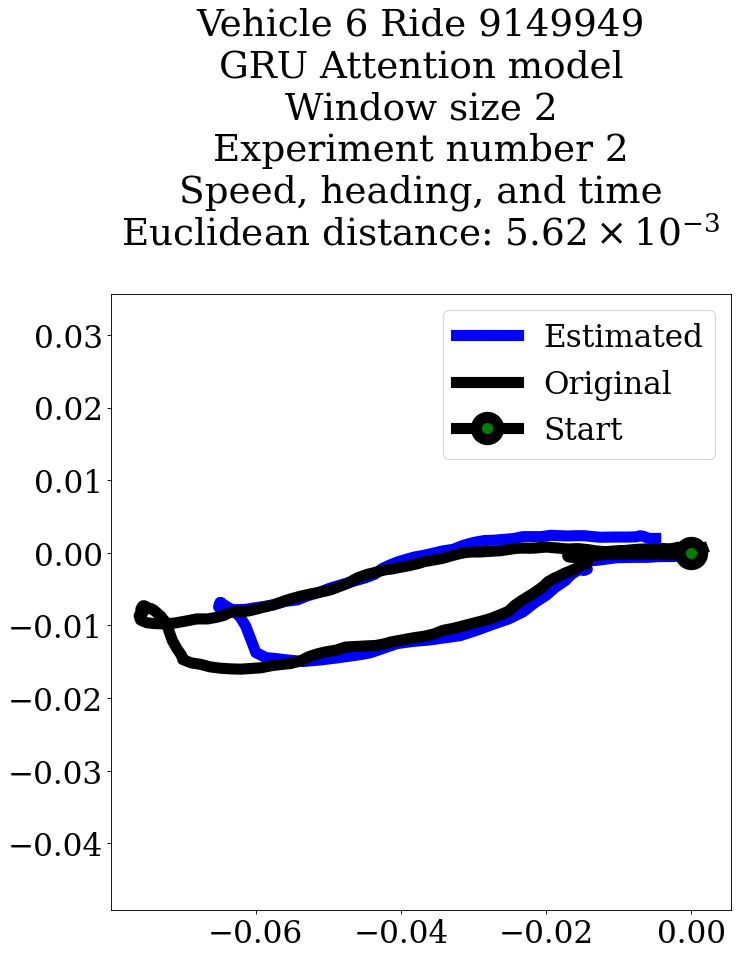 Vehicle 6 Ride 9149949
GRU Attention model
Window size 2
Experiment number 2
Speed, heading, and time
Euclidean distance: 5.62 × 10⁻³
Estimated
Original
Start
0.03
0.02
0.01
0.00
−0.01
−0.02
−0.03
−0.04
−0.06 −0.04 −0.02 0.00